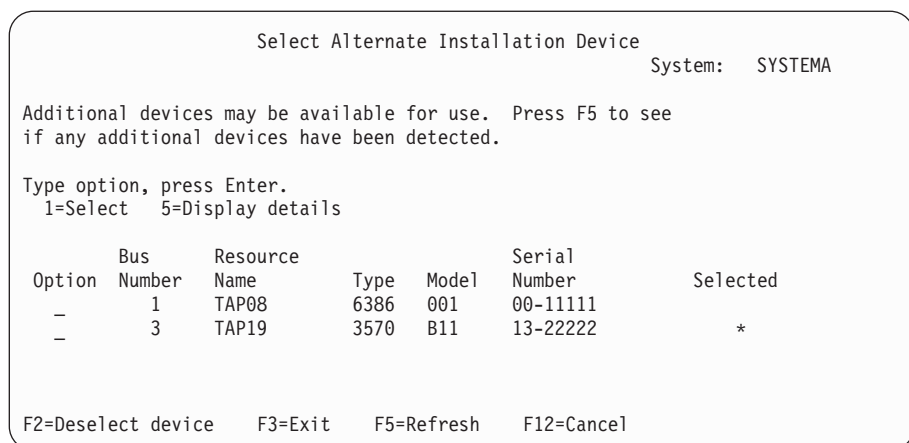 Select Alternate Installation Device
System: SYSTEMA
Additional devices may be available for use. Press F5 to see
if any additional devices have been detected.
Type option, press Enter.
1=Select 5=Display details
Bus Resource Serial
Option Number Name Type Model Number Selected
_ 1 TAP08 6386 001 00-11111
_ 3 TAP19 3570 B11 13-22222 *
F2=Deselect device F3=Exit F5=Refresh F12=Cancel